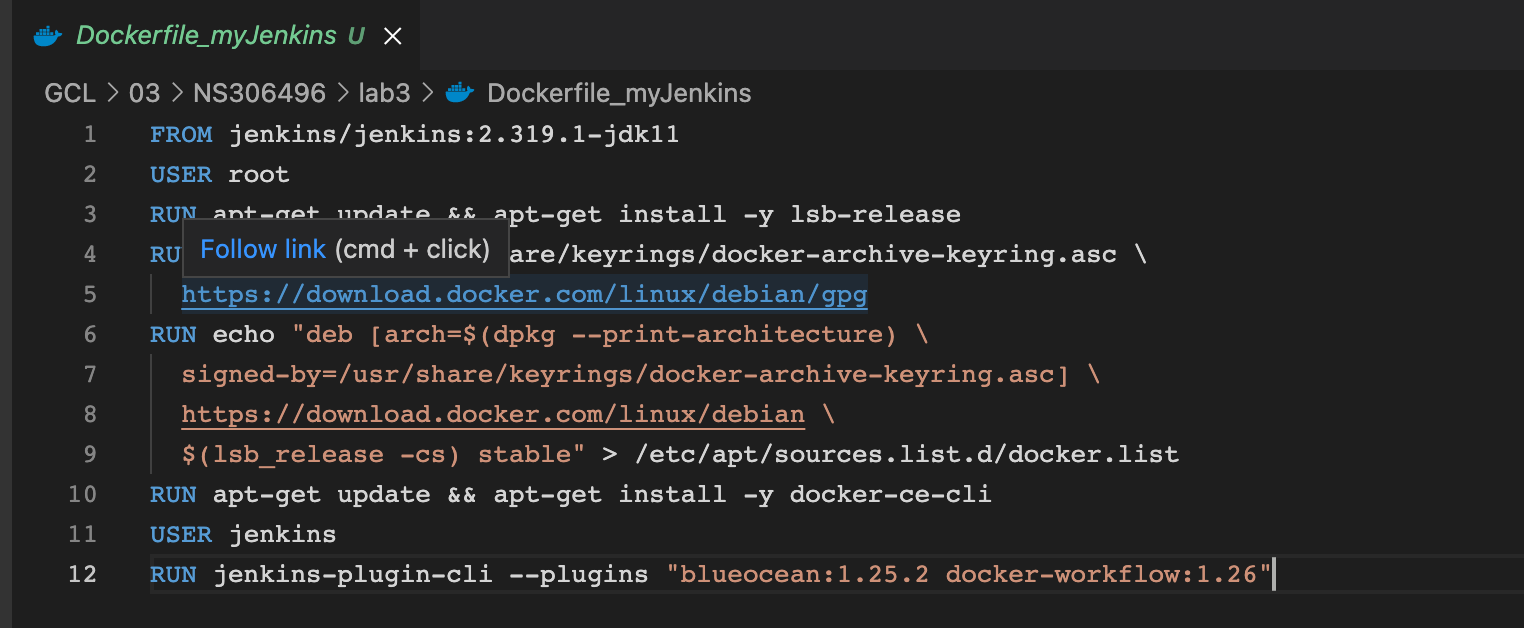 Dockerfile_myJenkins U
GCL > 03 > NS306496 > lab3 > Dockerfile_myJenkins
1 FROM jenkins/jenkins:2.319.1-jdk11
2 USER root
3 RUN apt-get update && apt-get install -y lsb-release
Follow link (cmd + click)
4 RU are/keyrings/docker-archive-keyring.asc \
5 https://download.docker.com/linux/debian/gpg
6 RUN echo "deb [arch=$(dpkg --print-architecture) \
7 signed-by=/usr/share/keyrings/docker-archive-keyring.asc] \
8 https://download.docker.com/linux/debian \
9 $(lsb_release -cs) stable" > /etc/apt/sources.list.d/docker.list
10 RUN apt-get update && apt-get install -y docker-ce-cli
11 USER jenkins
12 RUN jenkins-plugin-cli --plugins "blueocean:1.25.2 docker-workflow:1.26"